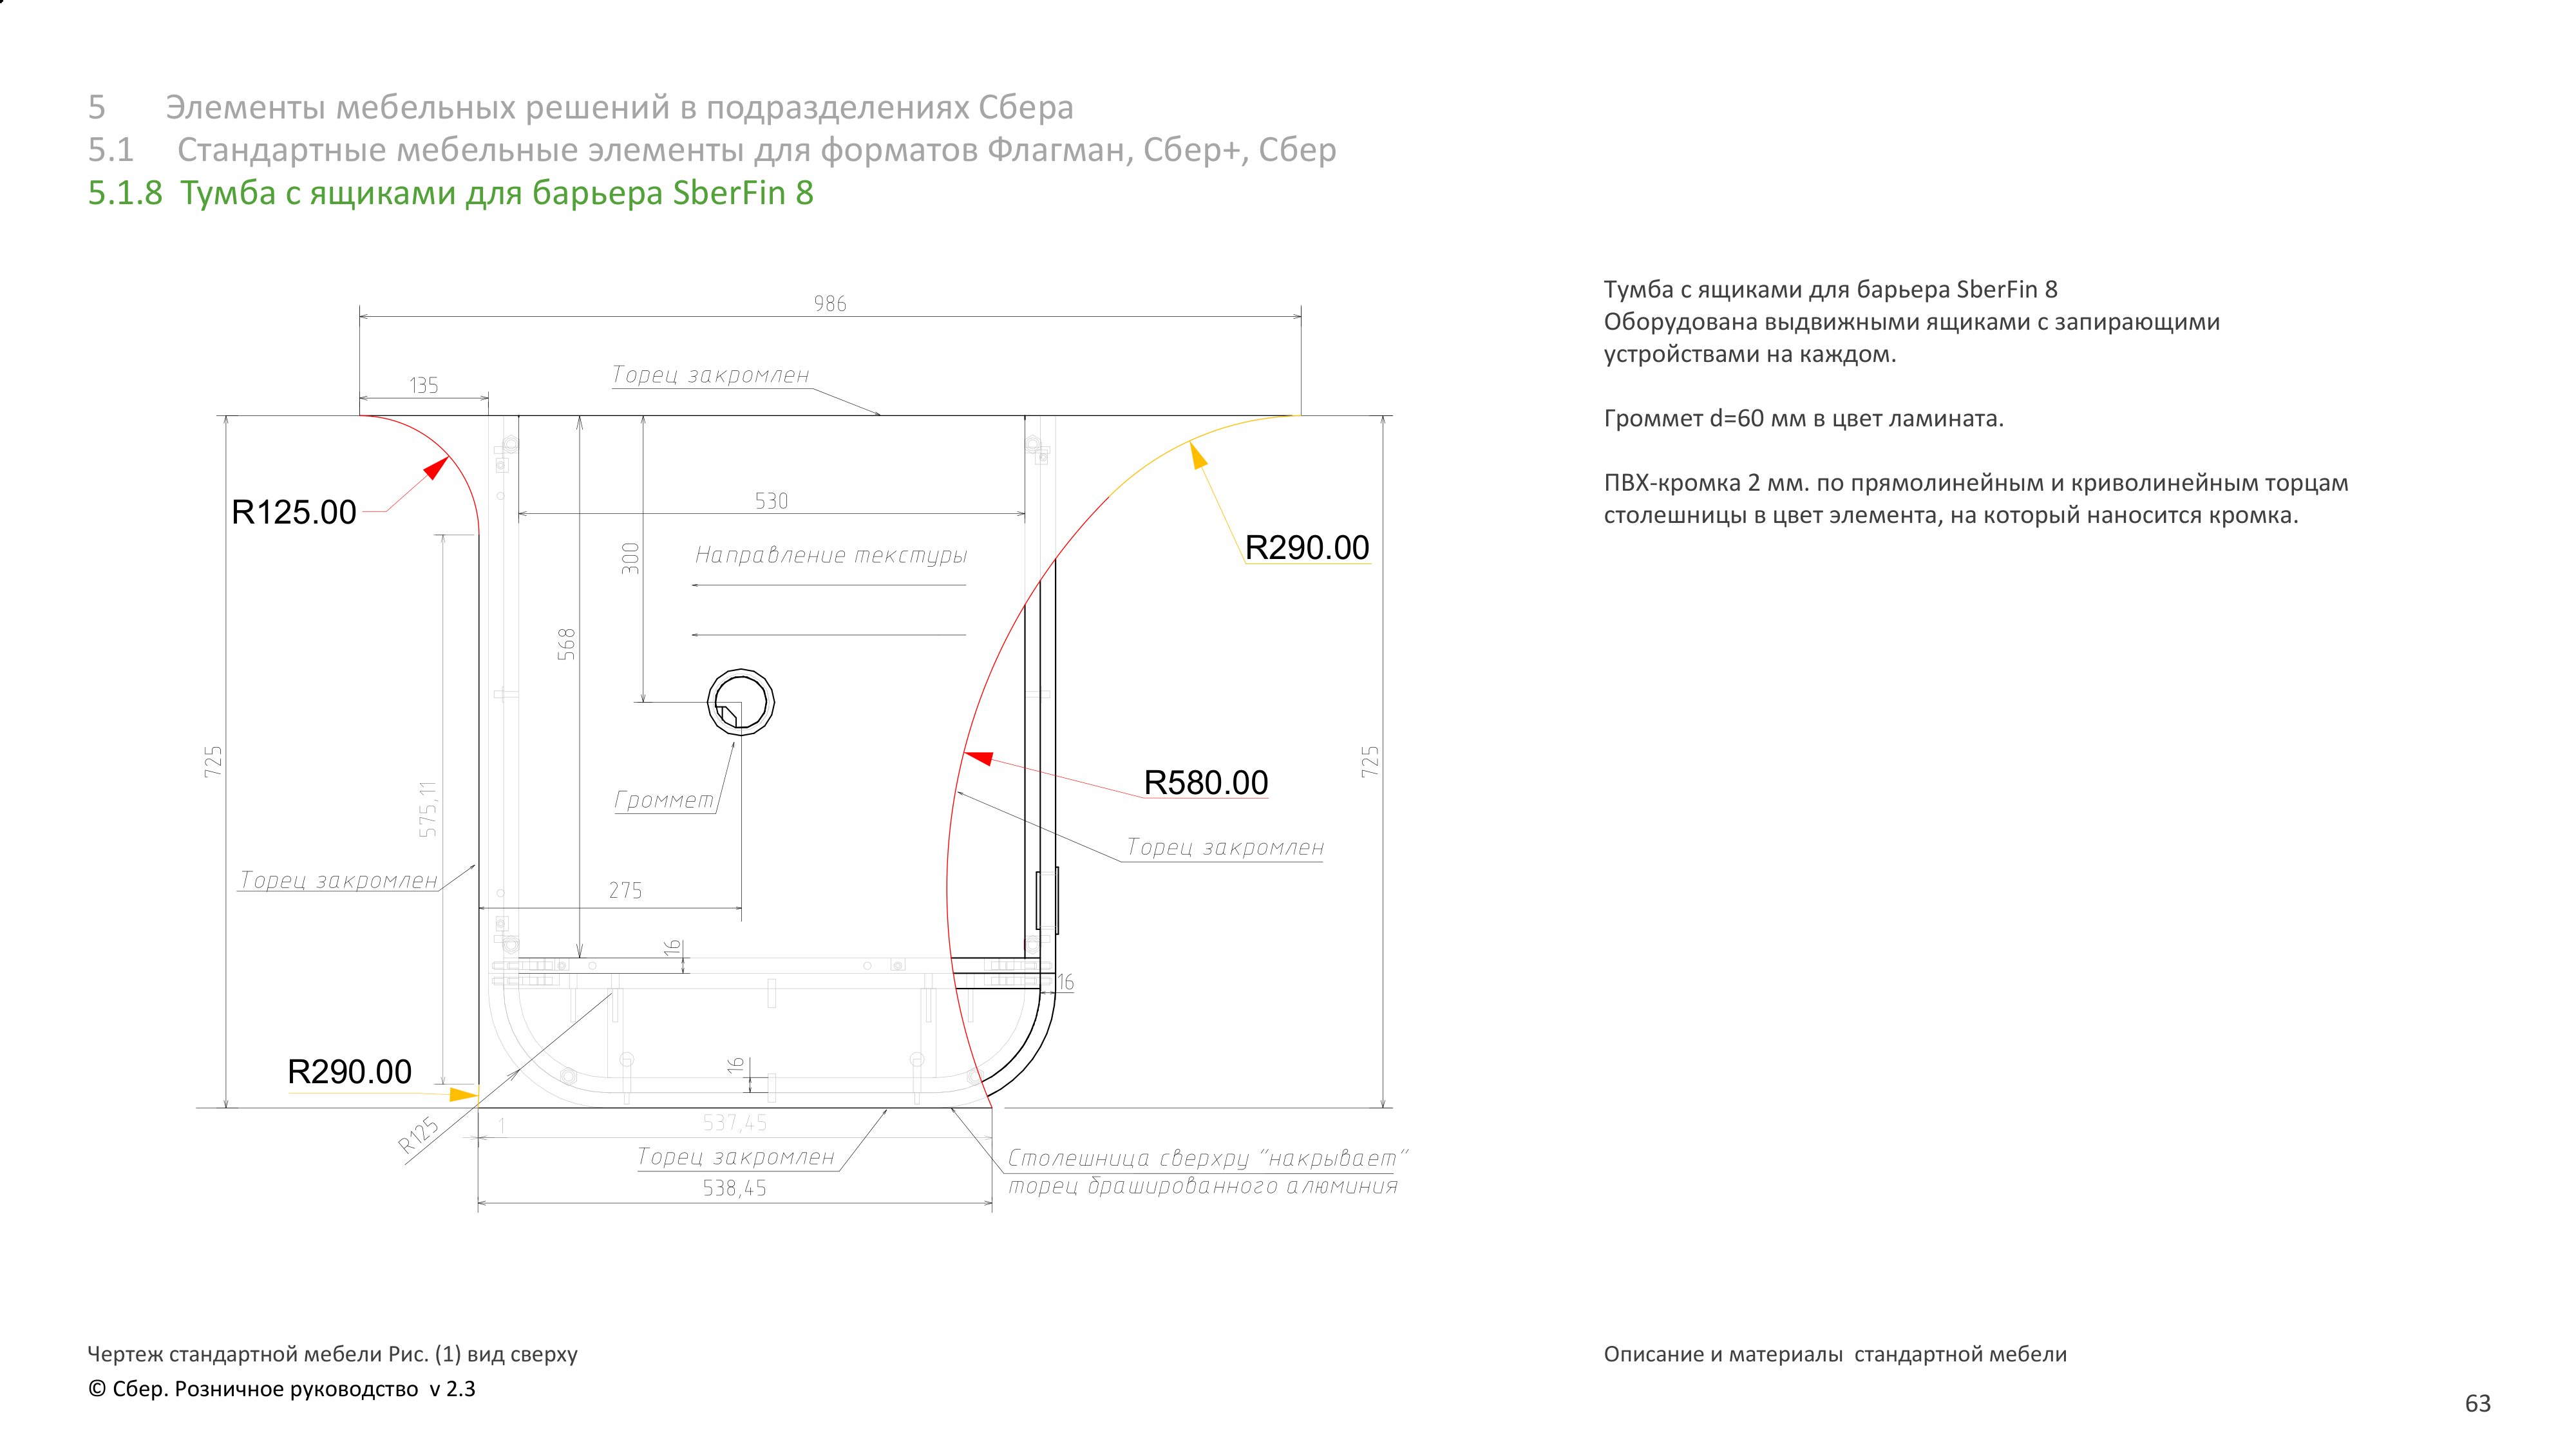 5 Элементы мебельных решений в подразделениях Сбера
5.1 Стандартные мебельные элементы для форматов Флагман, Сбер+, Сбер
5.1.8 Тумба с ящиками для барьера SberFin 8
986
135
Торец закромлен
R125.00
530
300
Направление текстуры
R290.00
568
725
575,11
Громмет
R580.00
725
Торец закромлен
Торец закромлен
275
16
16
R290.00
16
R125
1
537,45
Торец закромлен
538,45
Столешница сверхру "накрывает"
торец брашированного алюминия
Тумба с ящиками для барьера SberFin 8
Оборудована выдвижными ящиками с запирающими
устройствами на каждом.
Громмет d=60 мм в цвет ламината.
ПВХ-кромка 2 мм. по прямолинейным и криволинейным торцам
столешницы в цвет элемента, на который наносится кромка.
Чертеж стандартной мебели Рис. (1) вид сверху
© Сбер. Розничное руководство v 2.3
Описание и материалы стандартной мебели
63